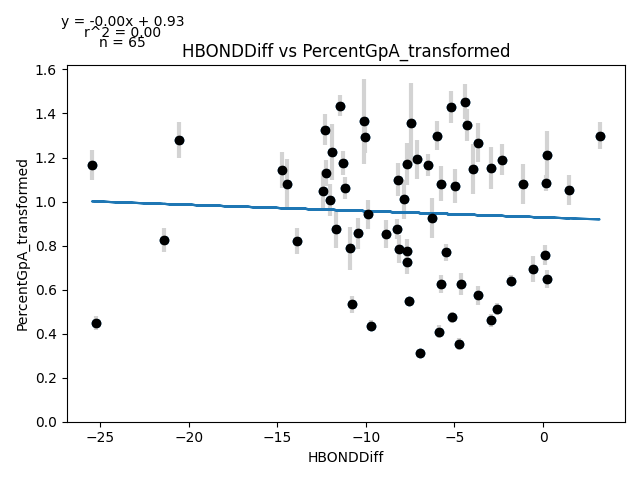 y = -0.00x + 0.93
r^2 = 0.00
n = 65
HBONDDiff vs PercentGpA_transformed
1.6
1.4
1.2
1.0
0.8
0.6
0.4
0.2
0.0
PercentGpA_transformed
−25
−20
−15
−10
−5
0
HBONDDiff